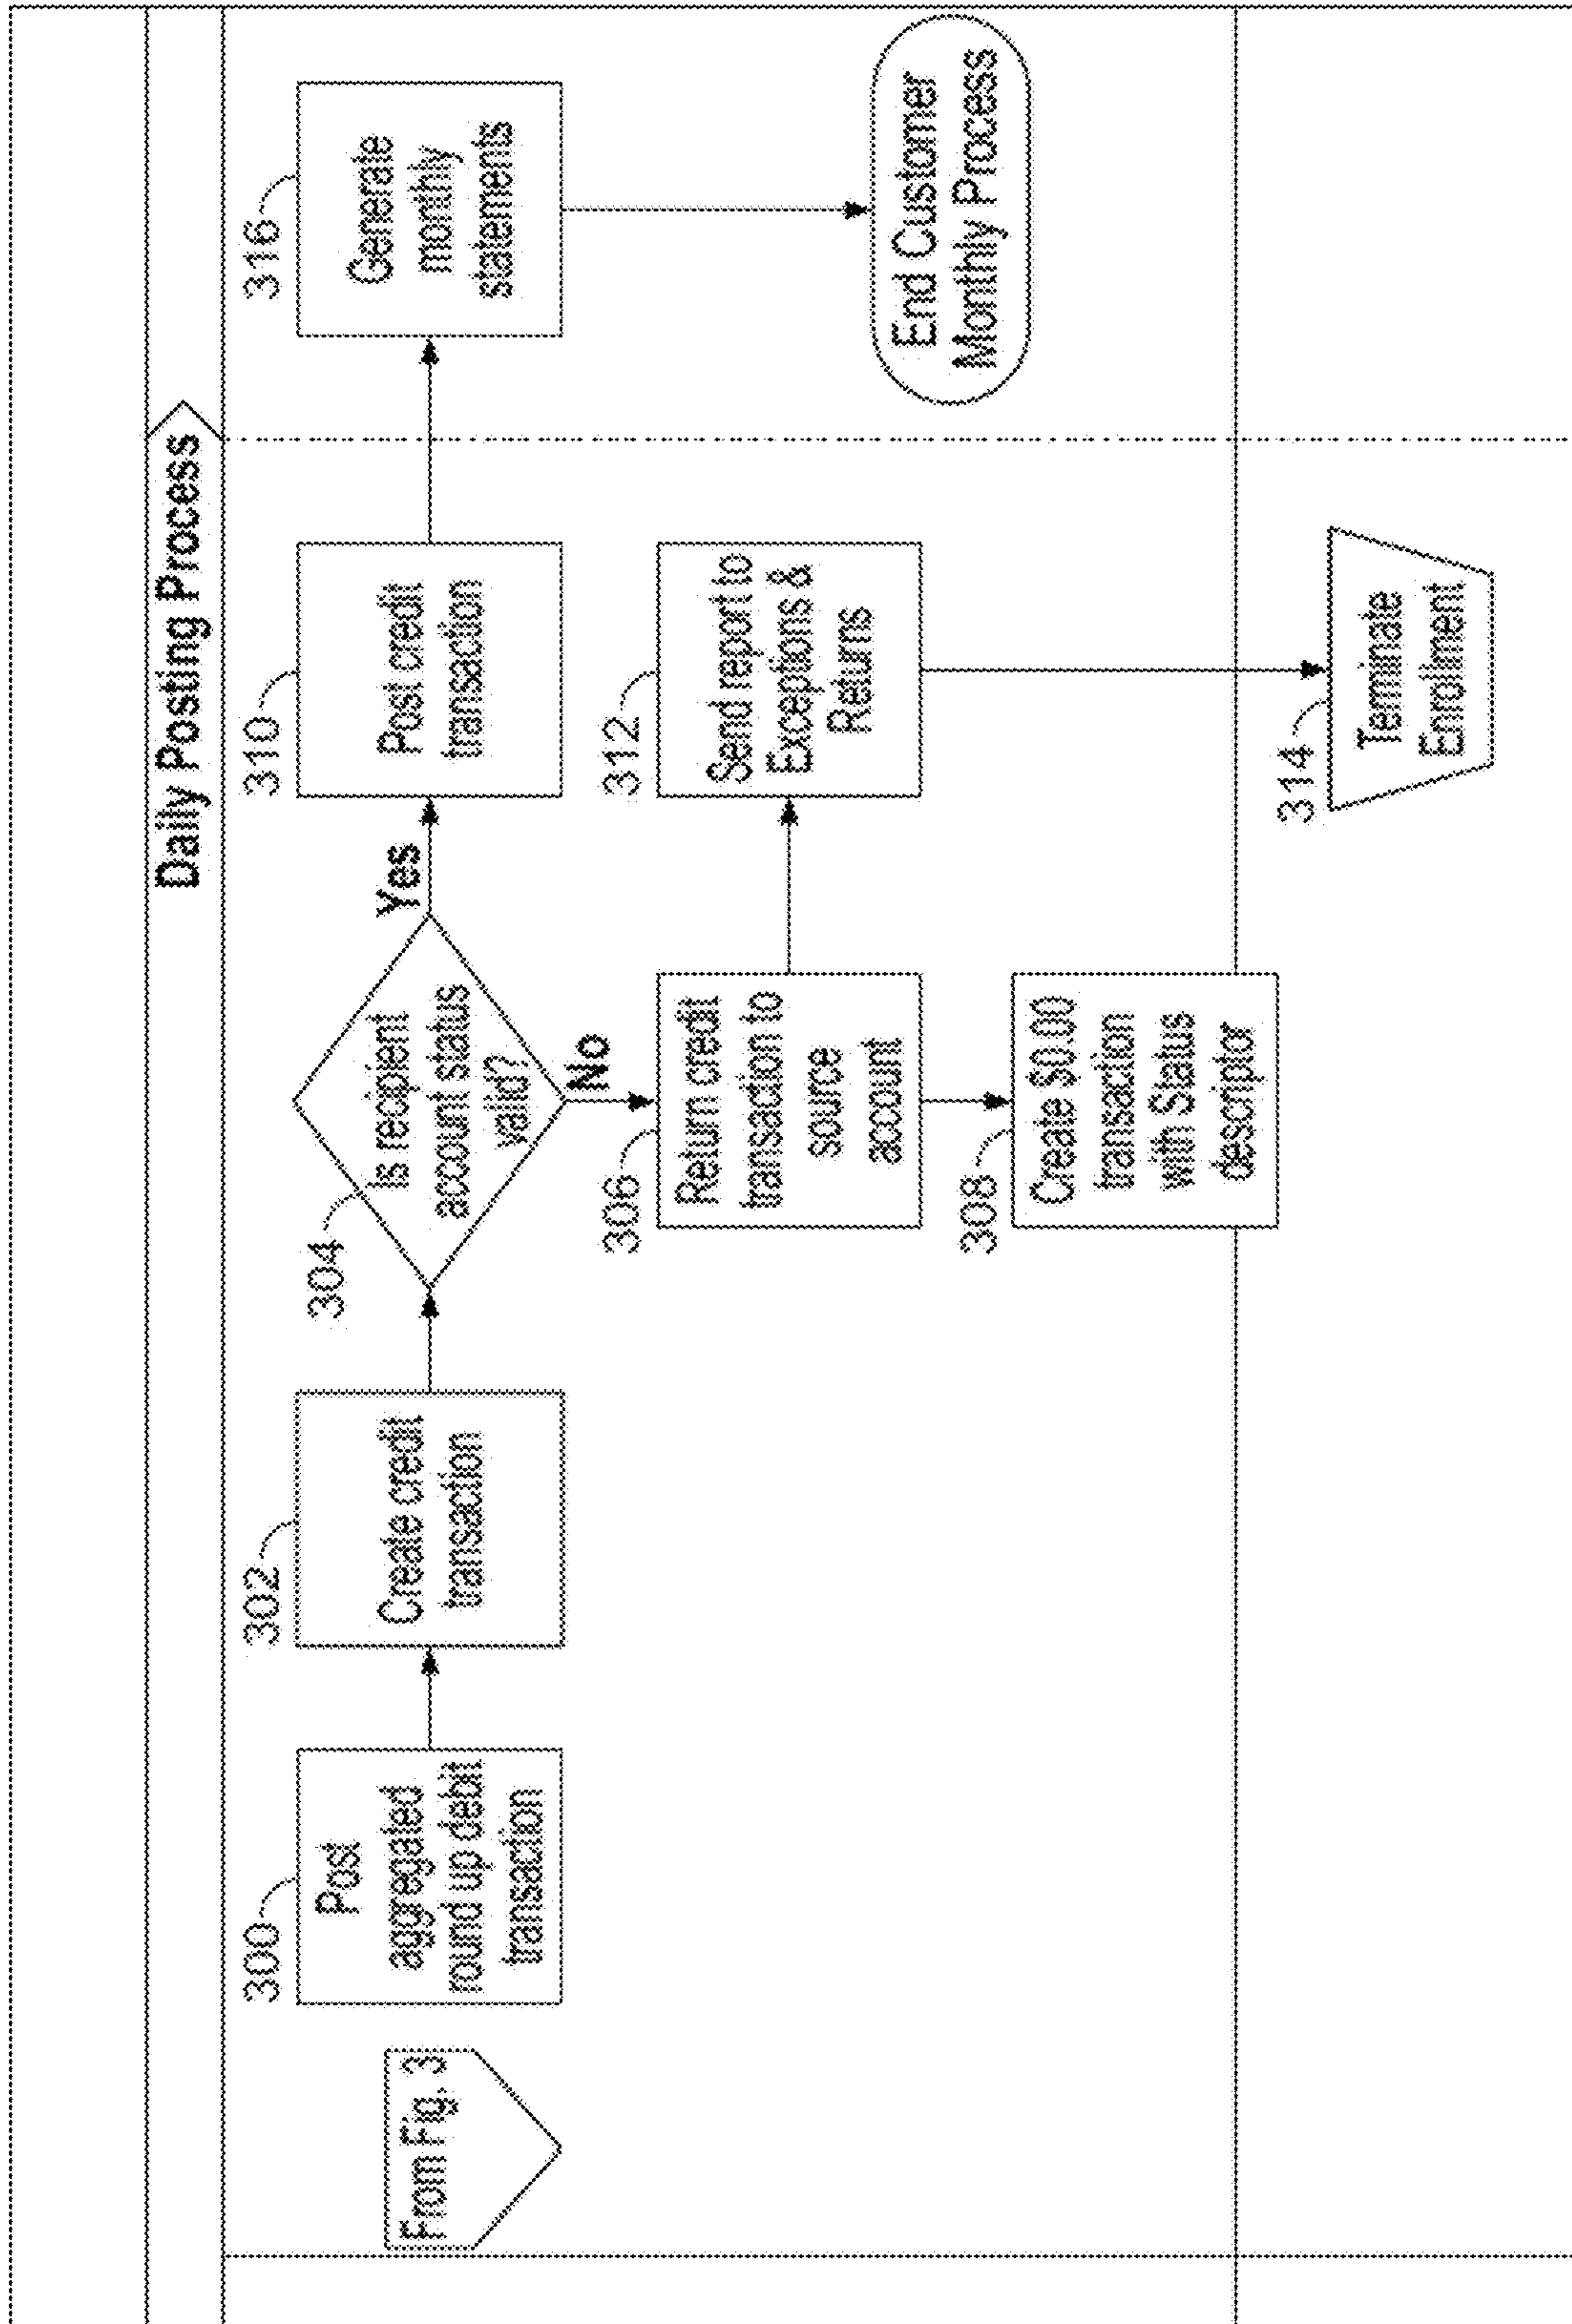 Daily Posting Process
From Fig. 3
300
Post
aggregated
round up debit
transaction
302
Create credit
transaction
304
Is recipient
account status
valid?
Yes
No
310
Post credit
transaction
316
Generate
monthly
statements
306
Return credit
transaction to
source
account
312
Send report to
Exceptions &
Returns
End Customer
Monthly Process
308
Create $0.00
transaction
with Status
descriptor
314
Terminate
Enrollment